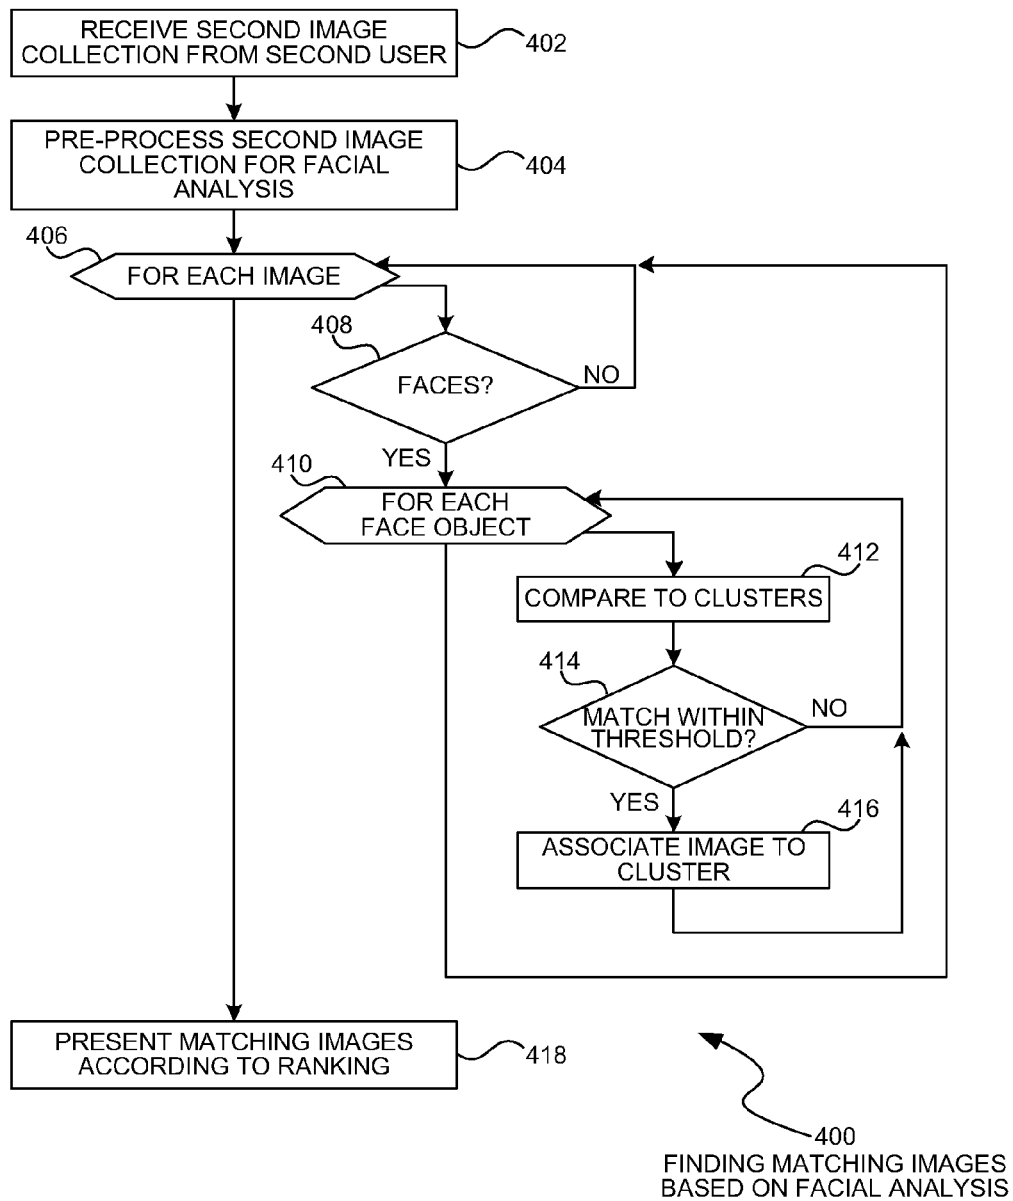 RECEIVE SECOND IMAGE
COLLECTION FROM SECOND USER
402
PRE-PROCESS SECOND IMAGE
COLLECTION FOR FACIAL
ANALYSIS
404
406
FOR EACH IMAGE
408
FACES?
NO
YES
410
FOR EACH
FACE OBJECT
412
COMPARE TO CLUSTERS
414
MATCH WITHIN
THRESHOLD?
NO
YES
416
ASSOCIATE IMAGE TO
CLUSTER
PRESENT MATCHING IMAGES
ACCORDING TO RANKING
418
400
FINDING MATCHING IMAGES
BASED ON FACIAL ANALYSIS